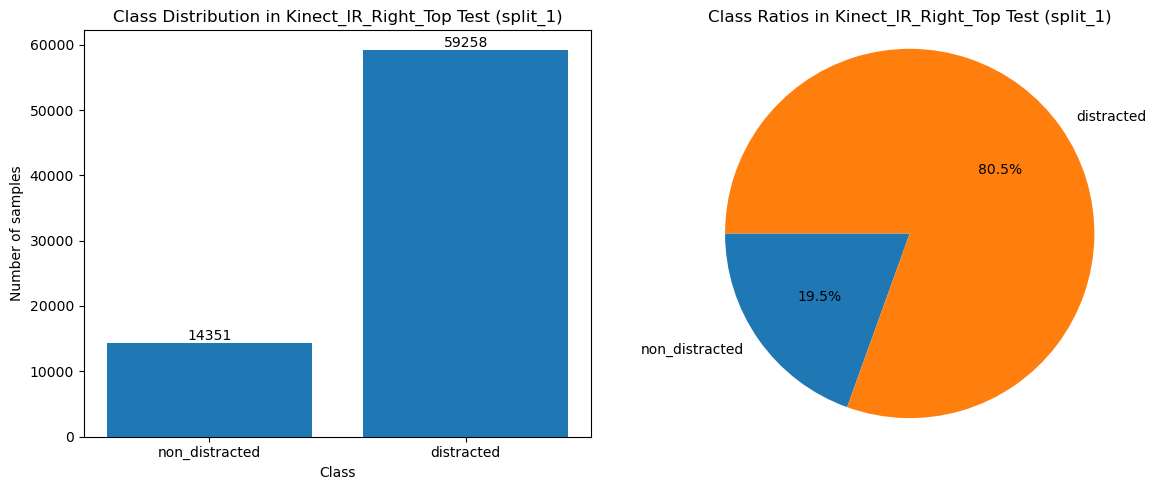 Class Distribution in Kinect_IR_Right_Top Test (split_1)
59258
14351
60000
50000
40000
30000
20000
10000
0
Number of samples
non_distracted
distracted
Class
Class Ratios in Kinect_IR_Right_Top Test (split_1)
distracted
80.5%
19.5%
non_distracted